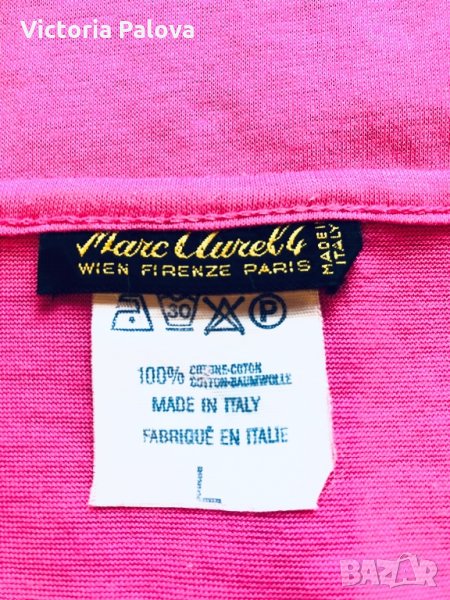 Victoria Palova
Marc Aurel
WIEN FIRENZE PARIS
MADE IN
ITALY
30 P
100% COTONE-COTON
COTTON-BAUMWOLLE
MADE IN ITALY
FABRIQUÉ EN ITALIE
L
BAZAR